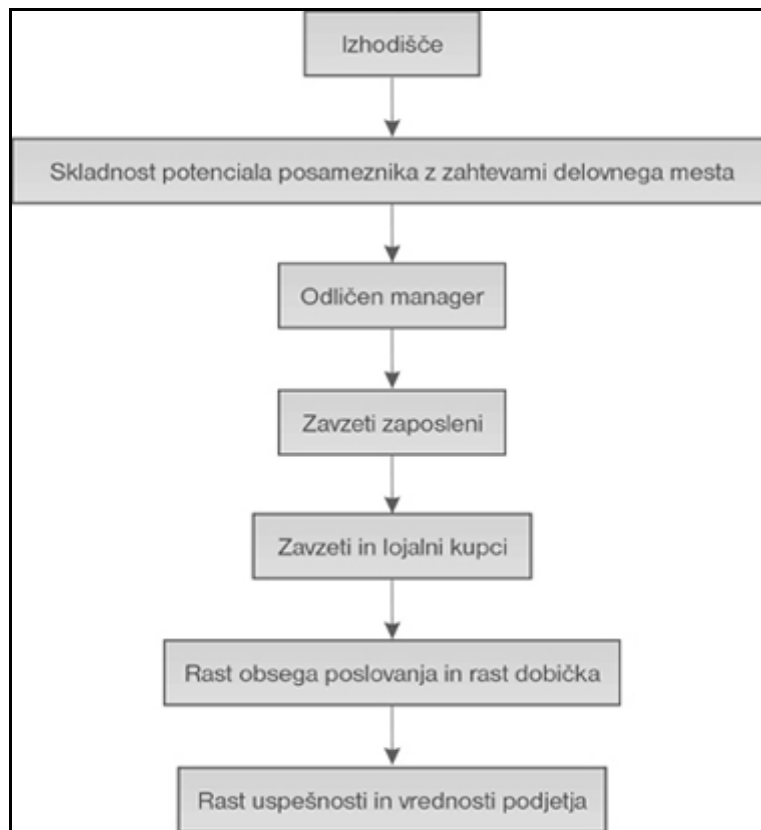 Izhodišče
Skladnost potenciala posameznika z zahtevami delovnega mesta
Odličen manager
Zavzeti zaposleni
Zavzeti in lojalni kupci
Rast obsega poslovanja in rast dobička
Rast uspešnosti in vrednosti podjetja